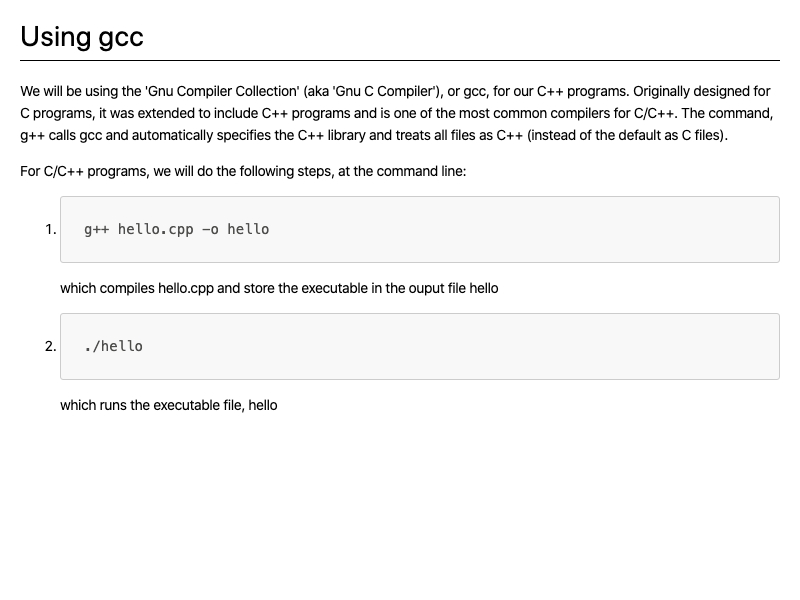 Using gcc
We will be using the 'Gnu Compiler Collection' (aka 'Gnu C Compiler'), or gcc, for our C++ programs. Originally designed for
C programs, it was extended to include C++ programs and is one of the most common compilers for C/C++. The command,
g++ calls gcc and automatically specifies the C++ library and treats all files as C++ (instead of the default as C files).
For C/C++ programs, we will do the following steps, at the command line:
1. g++ hello.cpp -o hello
which compiles hello.cpp and store the executable in the ouput file hello
2. ./hello
which runs the executable file, hello